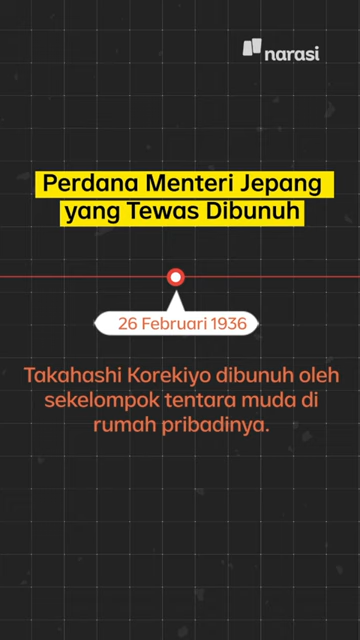 narasi
Perdana Menteri Jepang
yang Tewas Dibunuh
26 Februari 1936
Takahashi Korekiyo dibunuh oleh
sekelompok tentara muda di
rumah pribadinya.